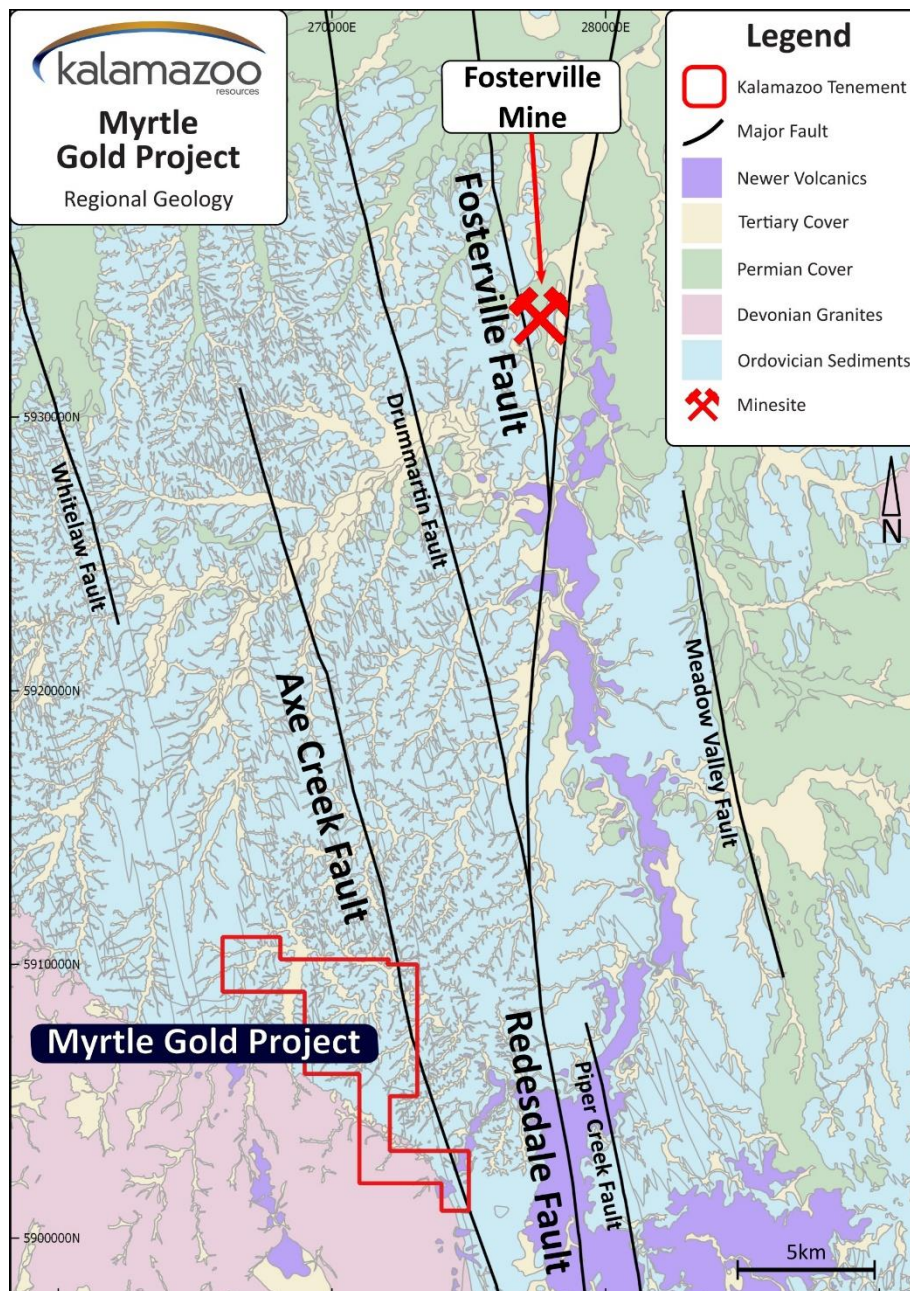 kalamazoo
resources
Myrtle
Gold Project
Regional Geology
270000E
280000E
Fosterville
Mine
Legend
Kalamazoo Tenement
Major Fault
Newer Volcanics
Tertiary Cover
Permian Cover
Devonian Granites
Ordovician Sediments
Minesite
N
Fosterville Fault
Drummartin Fault
5930000N
Whitelaw Fault
5920000N
Axe Creek Fault
Meadow Valley Fault
5910000N
Myrtle Gold Project
Redesdale Fault
Piper Creek Fault
5900000N
5km